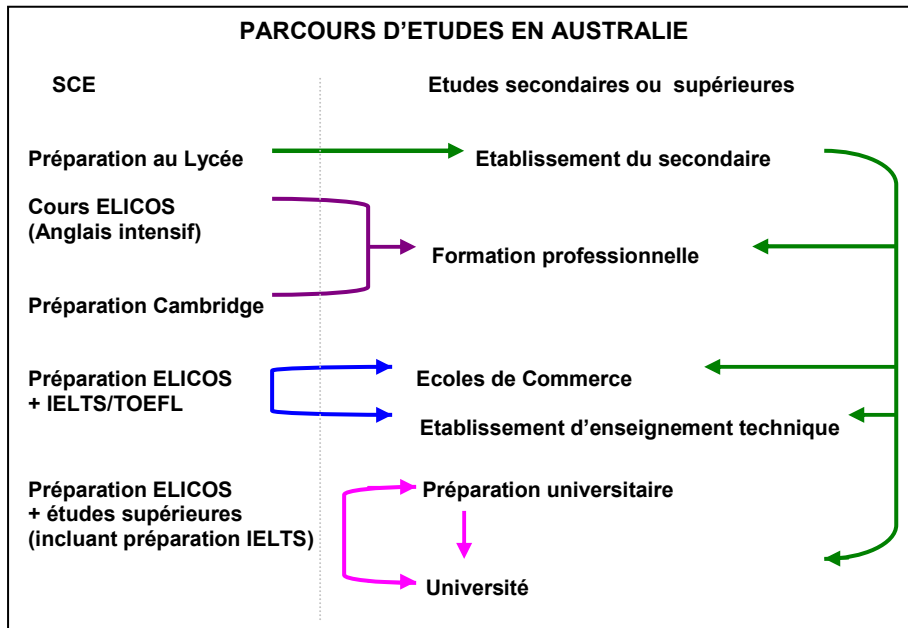 PARCOURS D’ETUDES EN AUSTRALIE
SCE
Etudes secondaires ou supérieures
Préparation au Lycée
Etablissement du secondaire
Cours ELICOS
(Anglais intensif)
Formation professionnelle
Préparation Cambridge
Préparation ELICOS
+ IELTS/TOEFL
Ecoles de Commerce
Etablissement d’enseignement technique
Préparation ELICOS
+ études supérieures
(incluant préparation IELTS)
Préparation universitaire
Université